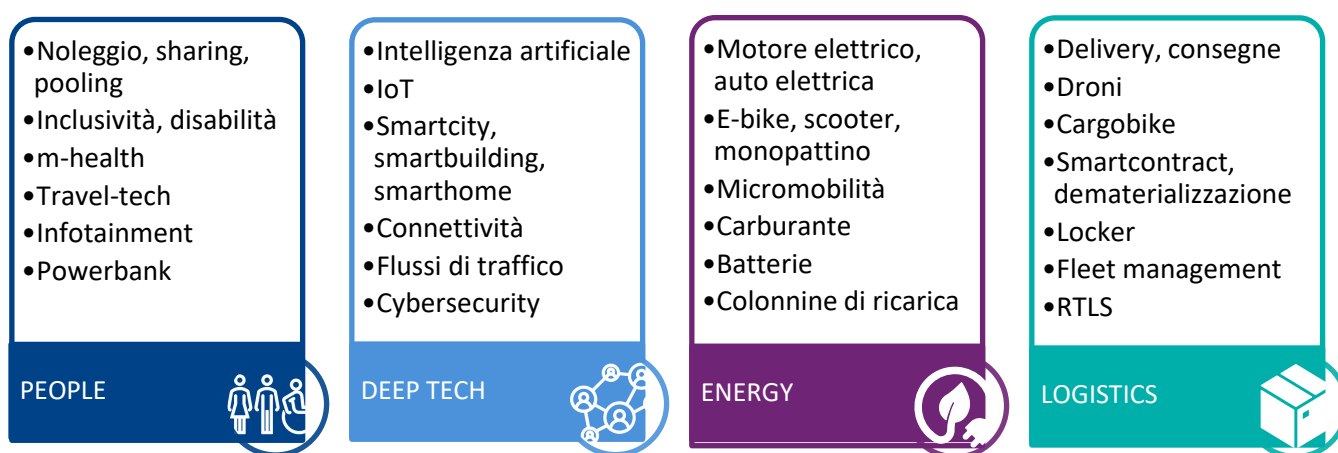 •Noleggio, sharing,
pooling
•Inclusività, disabilità
•m-health
•Travel-tech
•Infotainment
•Powerbank
PEOPLE
•Intelligenza artificiale
•IoT
•Smartcity,
smartbuilding,
smarthome
•Connettività
•Flussi di traffico
•Cybersecurity
DEEP TECH
•Motore elettrico,
auto elettrica
•E-bike, scooter,
monopattino
•Micromobilità
•Carburante
•Batterie
•Colonnine di ricarica
ENERGY
•Delivery, consegne
•Droni
•Cargobike
•Smartcontract,
dematerializzazione
•Locker
•Fleet management
•RTLS
LOGISTICS